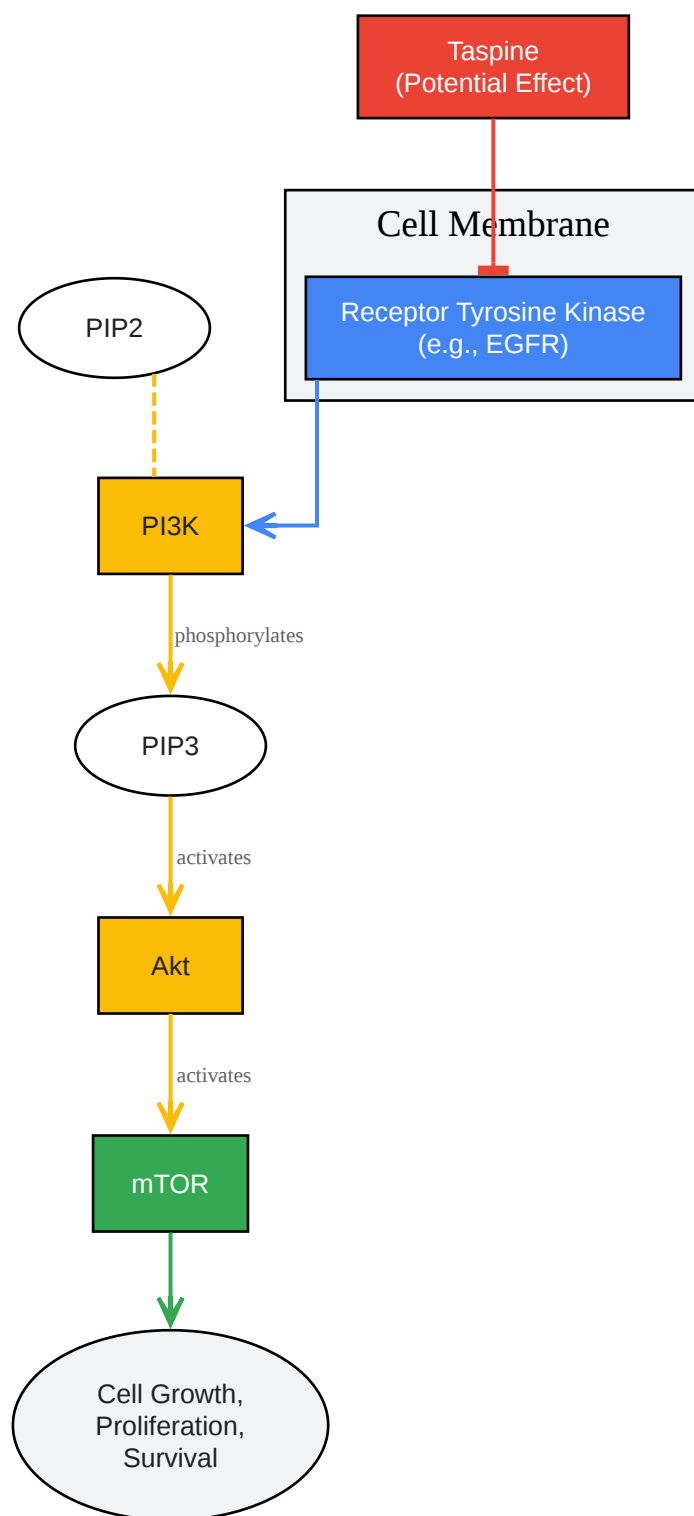 Taspine
(Potential Effect)
Cell Membrane
Receptor Tyrosine Kinase
(e.g., EGFR)
PIP2
PI3K
phosphorylates
PIP3
activates
Akt
activates
mTOR
Cell Growth,
Proliferation,
Survival